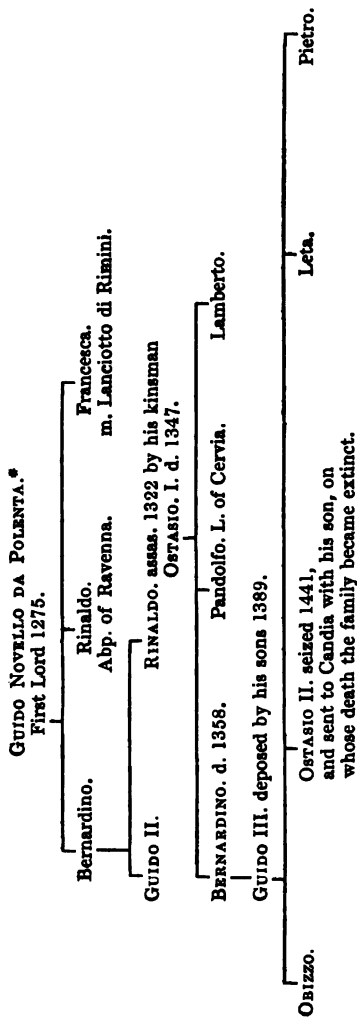 GUIDO NOVELLO DA POLENTA.*
First Lord 1275.
Bernardino.
Rinaldo.
Abp. of Ravenna.
Francesca.
m. Lanciotto di Rimini.
GUIDO II.
RINALDO. assas. 1322 by his kinsman
OSTASIO. I. d. 1347.
BERNARDINO. d. 1358.
Pandolfo. L. of Cervia.
Lamberto.
GUIDO III. deposed by his sons 1389.
OBIZZO.
OSTASIO II. seized 1441,
and sent to Candia with his son, on
whose death the family became extinct.
Leta.
Pietro.